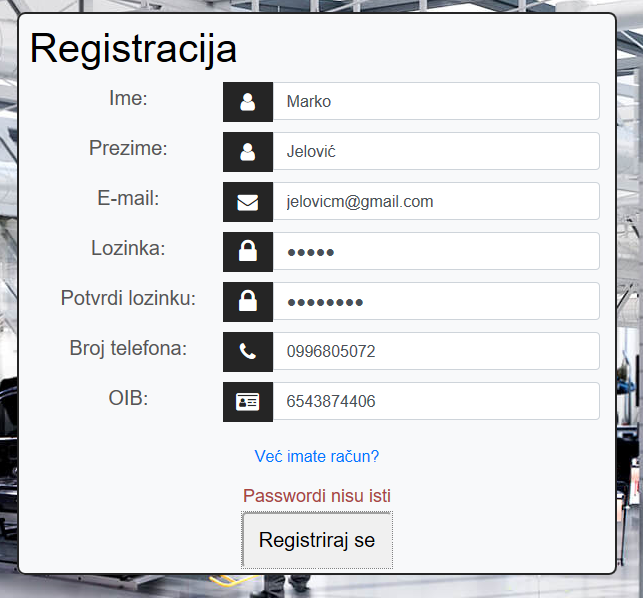 Registracija
Ime: Marko
Prezime: Jelović
E-mail: jelovicm@gmail.com
Lozinka: •••••
Potvrdi lozinku: ••••••••
Broj telefona: 0996805072
OIB: 6543874406
Već imate račun?
Passwordi nisu isti
Registriraj se